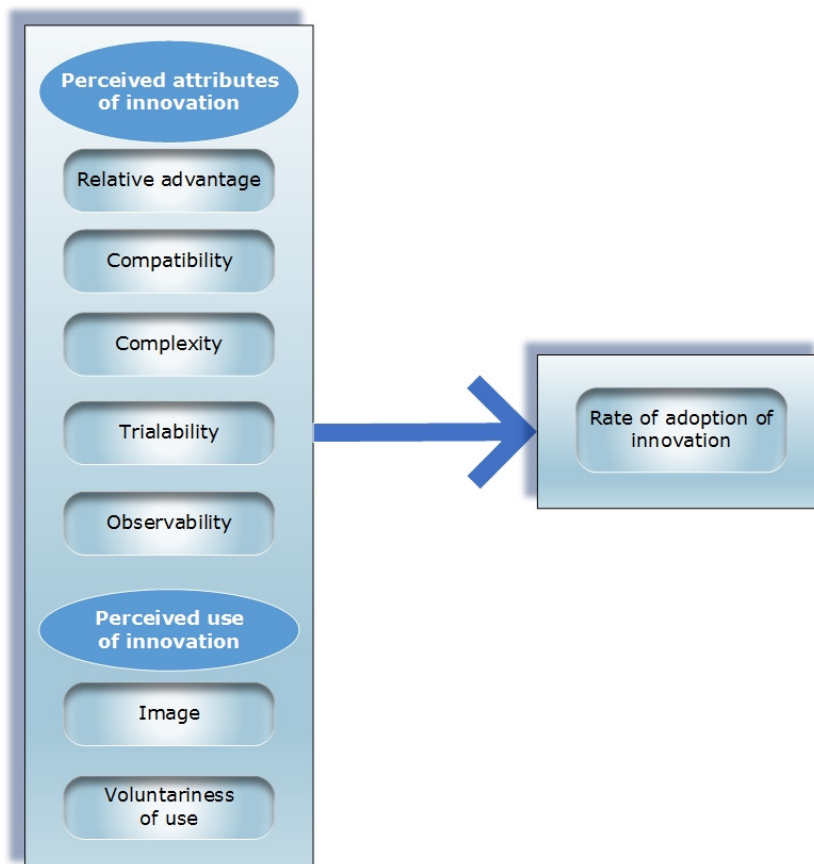 Perceived attributes
of innovation
Relative advantage
Compatibility
Complexity
Trialability
Observability
Perceived use
of innovation
Image
Voluntariness
of use
Rate of adoption of
innovation